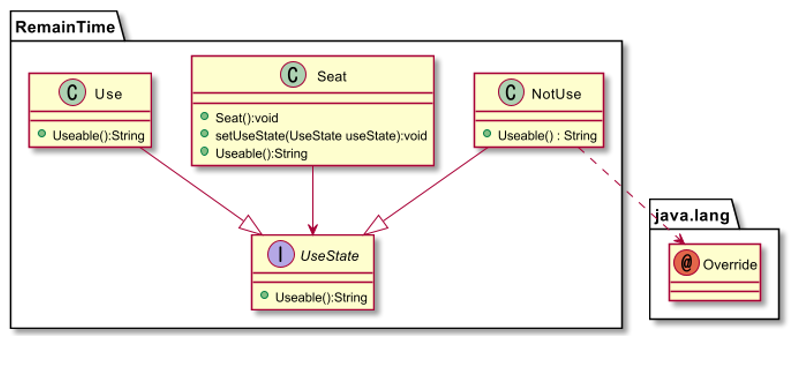 RemainTime
C Use
Useable():String
C Seat
Seat():void
setUseState(UseState useState):void
Useable():String
C NotUse
Useable() : String
I UseState
Useable():String
java.lang
@ Override